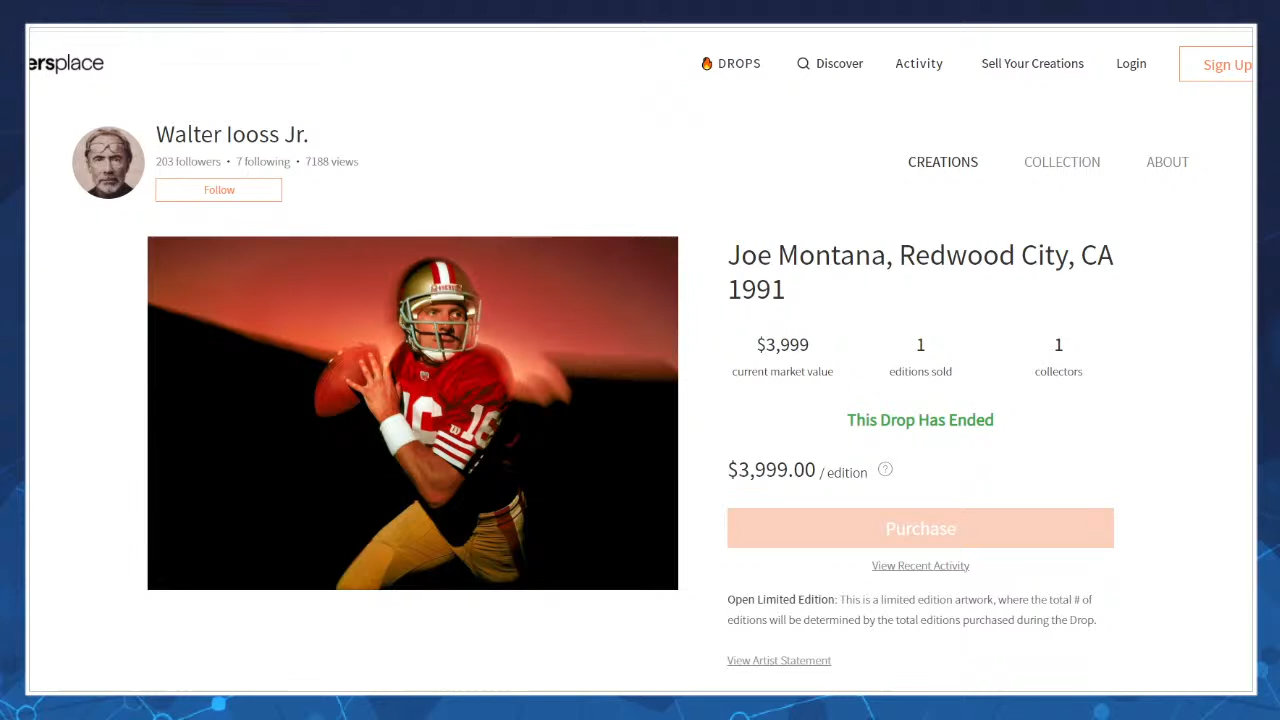 ersplace
DROPS
Discover
Activity
Sell Your Creations
Login
Sign Up
Walter Iooss Jr.
203 followers • 7 following • 7188 views
Follow
CREATIONS
COLLECTION
ABOUT
Joe Montana, Redwood City, CA
1991
$3,999
1
1
current market value
editions sold
collectors
This Drop Has Ended
$3,999.00 / edition ?
Purchase
View Recent Activity
Open Limited Edition: This is a limited edition artwork, where the total # of
editions will be determined by the total editions purchased during the Drop.
View Artist Statement
16